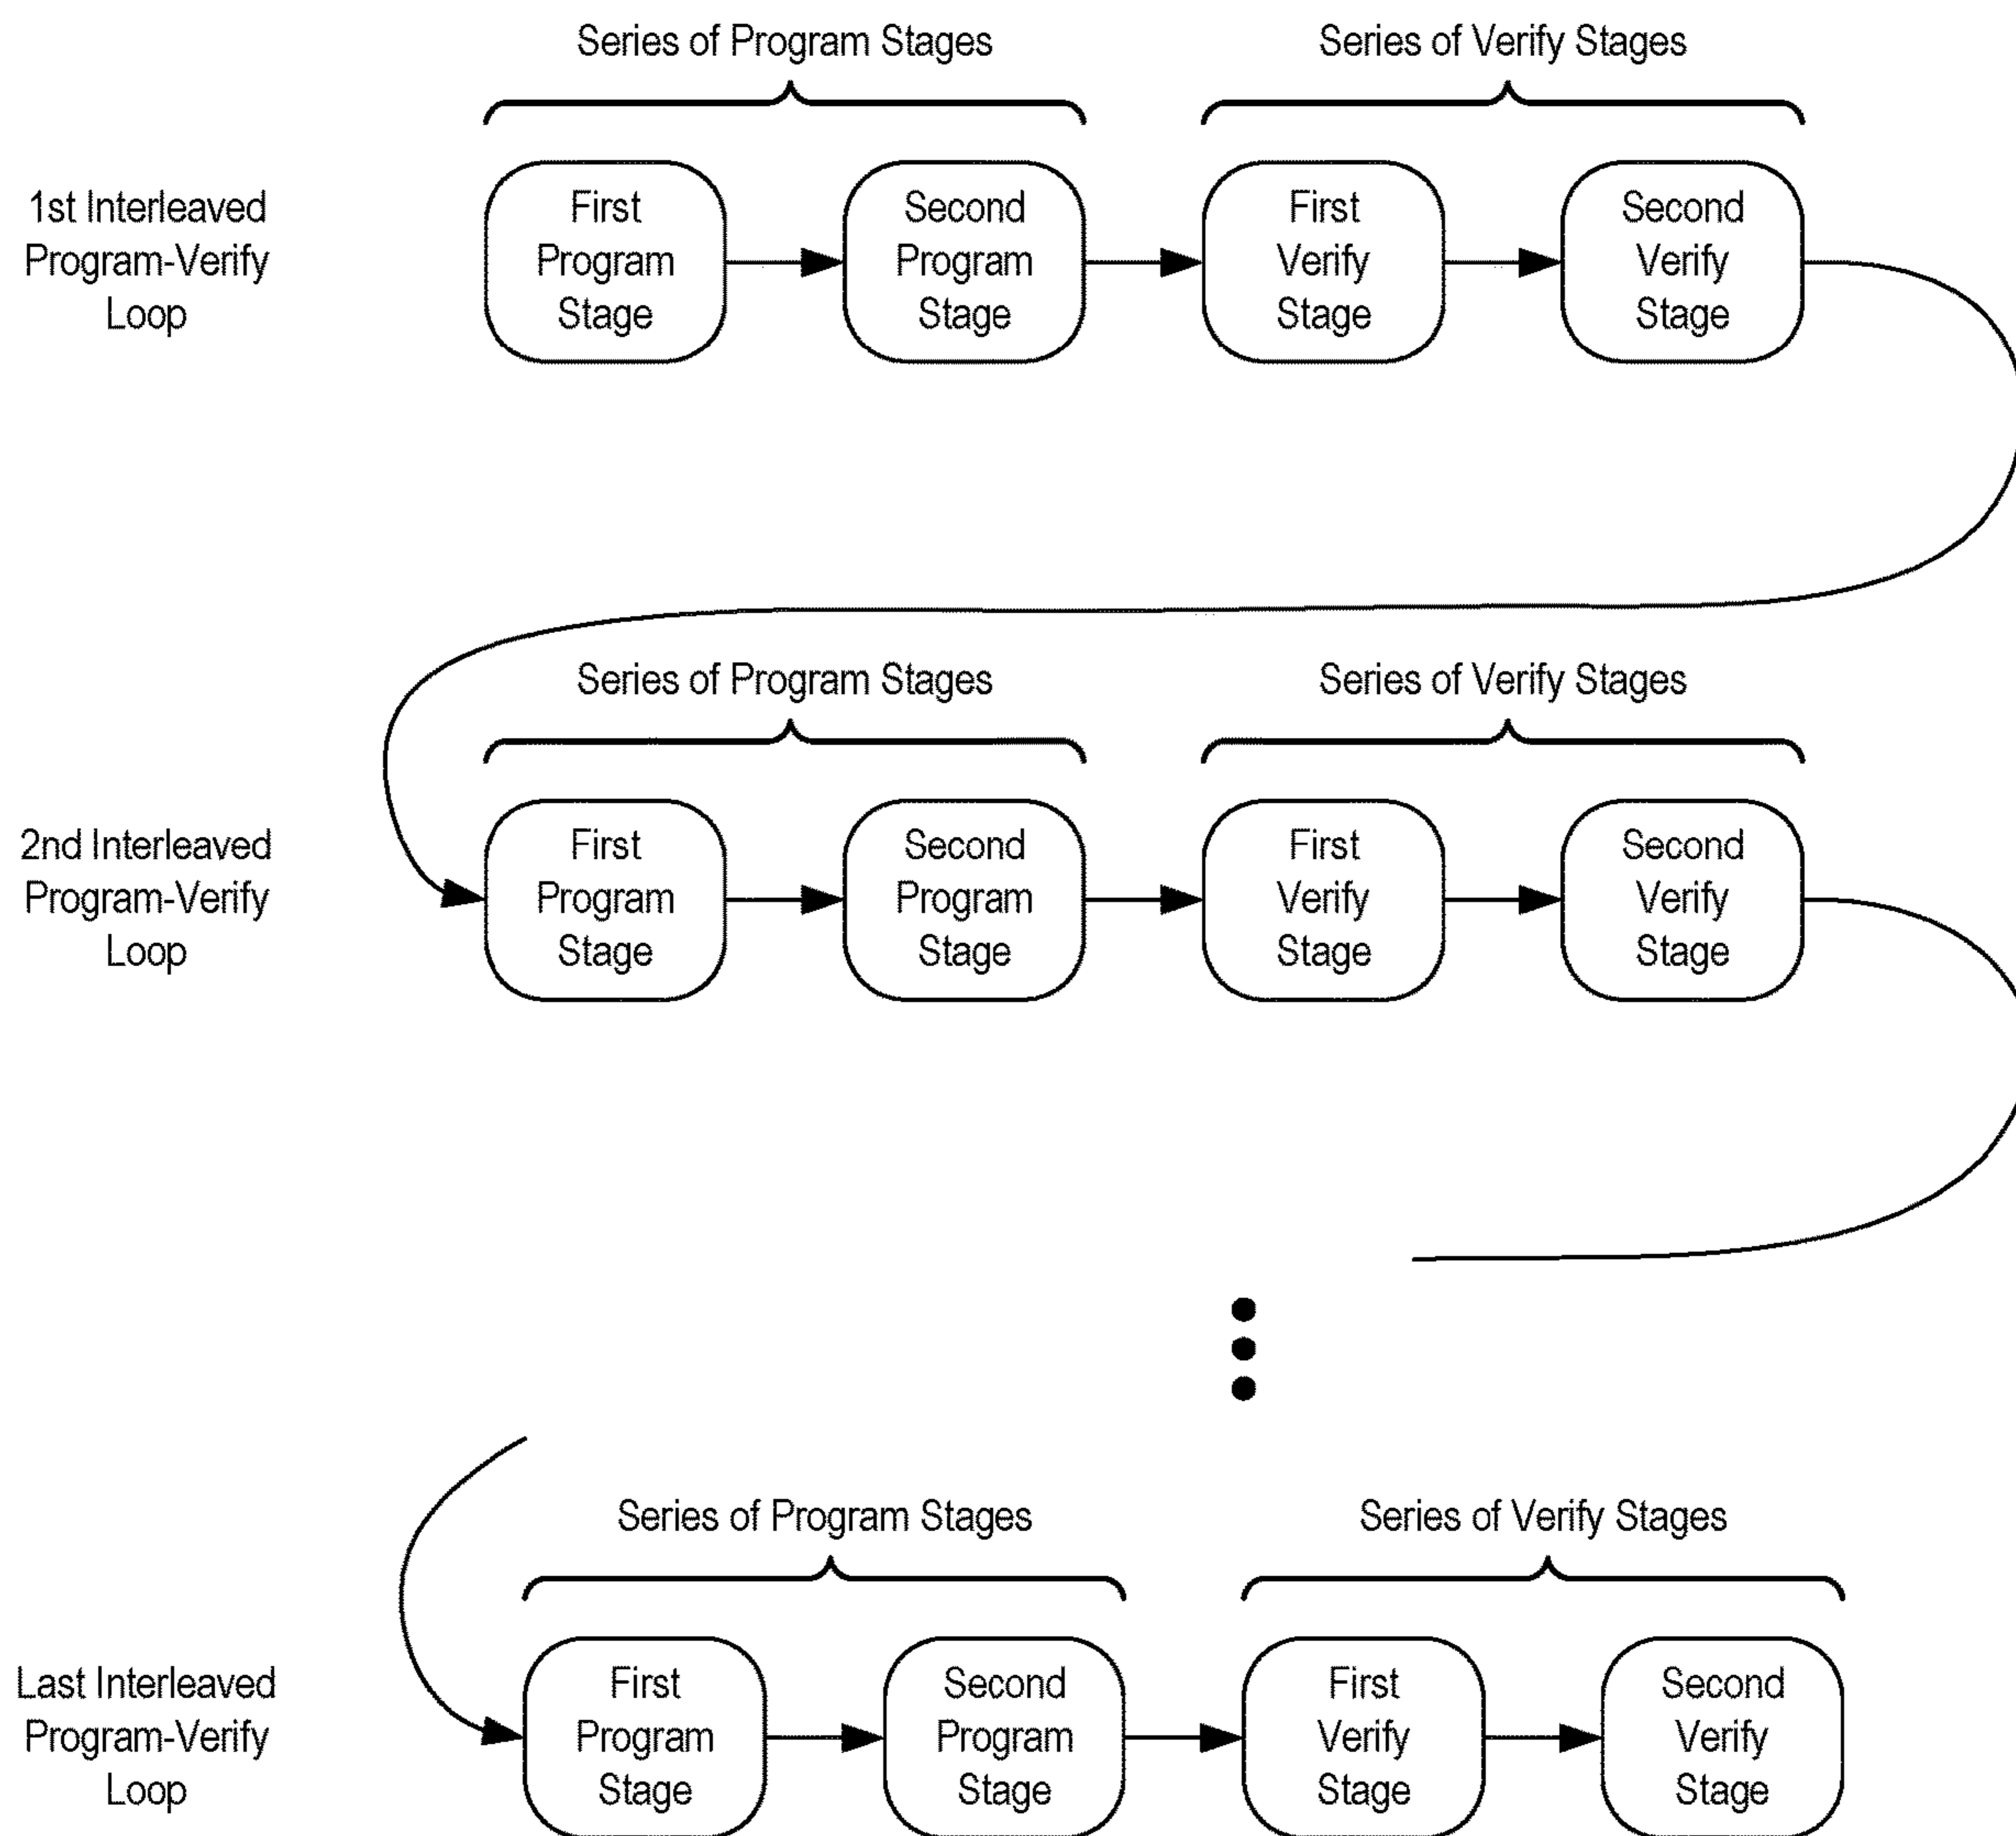 Series of Program Stages
Series of Verify Stages
1st Interleaved
Program-Verify
Loop
First
Program
Stage
Second
Program
Stage
First
Verify
Stage
Second
Verify
Stage
Series of Program Stages
Series of Verify Stages
2nd Interleaved
Program-Verify
Loop
First
Program
Stage
Second
Program
Stage
First
Verify
Stage
Second
Verify
Stage
Series of Program Stages
Series of Verify Stages
Last Interleaved
Program-Verify
Loop
First
Program
Stage
Second
Program
Stage
First
Verify
Stage
Second
Verify
Stage